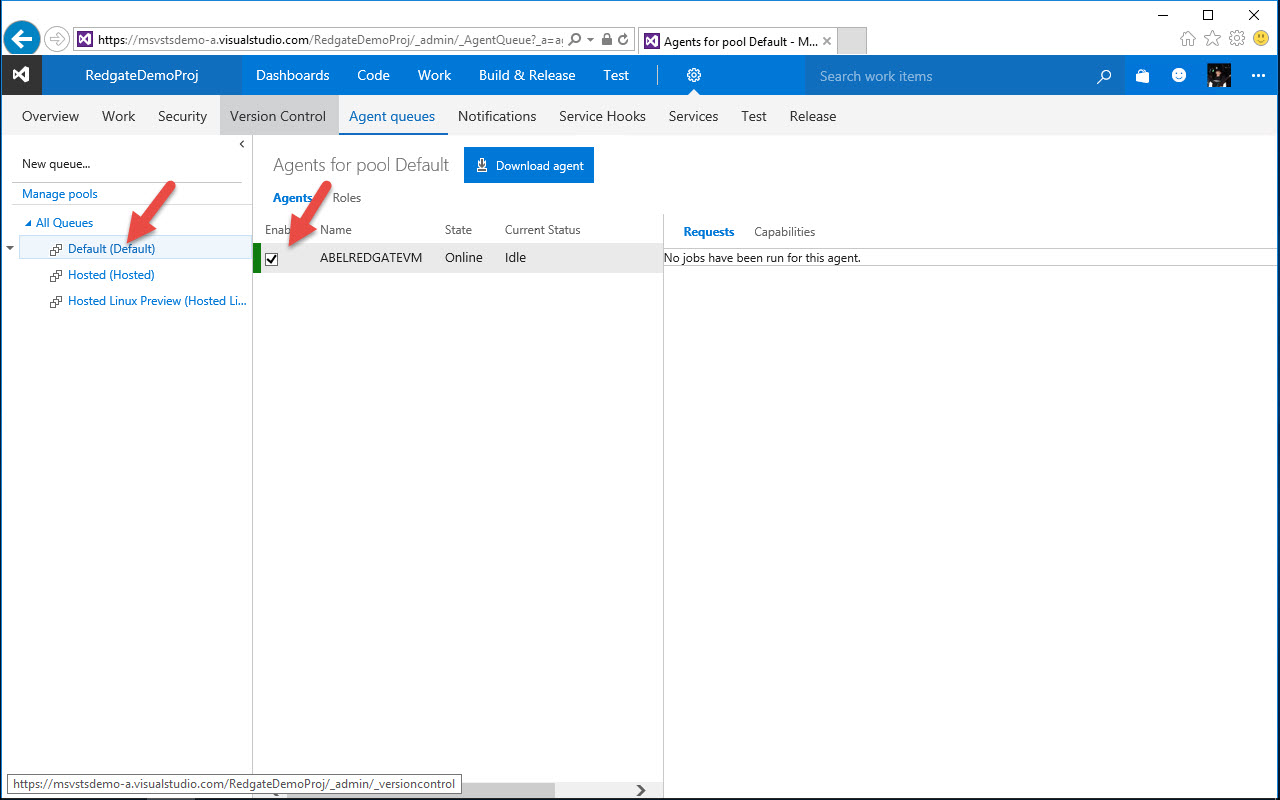 https://msvstsdemo-a.visualstudio.com/RedgateDemoProj/_admin/_AgentQueue?_a=ag
Agents for pool Default - M...
RedgateDemoProj Dashboards Code Work Build & Release Test Search work items
Overview Work Security Version Control Agent queues Notifications Service Hooks Services Test Release
New queue...
Manage pools
All Queues
Default (Default)
Hosted (Hosted)
Hosted Linux Preview (Hosted Li...
Agents for pool Default Download agent
Agents Roles
Enab Name State Current Status
ABELREDGATEVM Online Idle
Requests Capabilities
No jobs have been run for this agent.
https://msvstsdemo-a.visualstudio.com/RedgateDemoProj/_admin/_versioncontrol